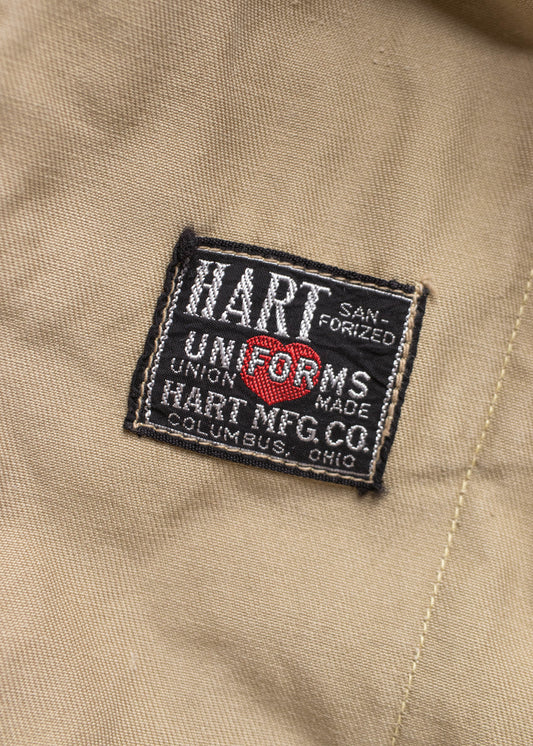 HART
SAN-
FORIZED
UNIFORMS
UNION MADE
HART MFG. CO.
COLUMBUS, OHIO